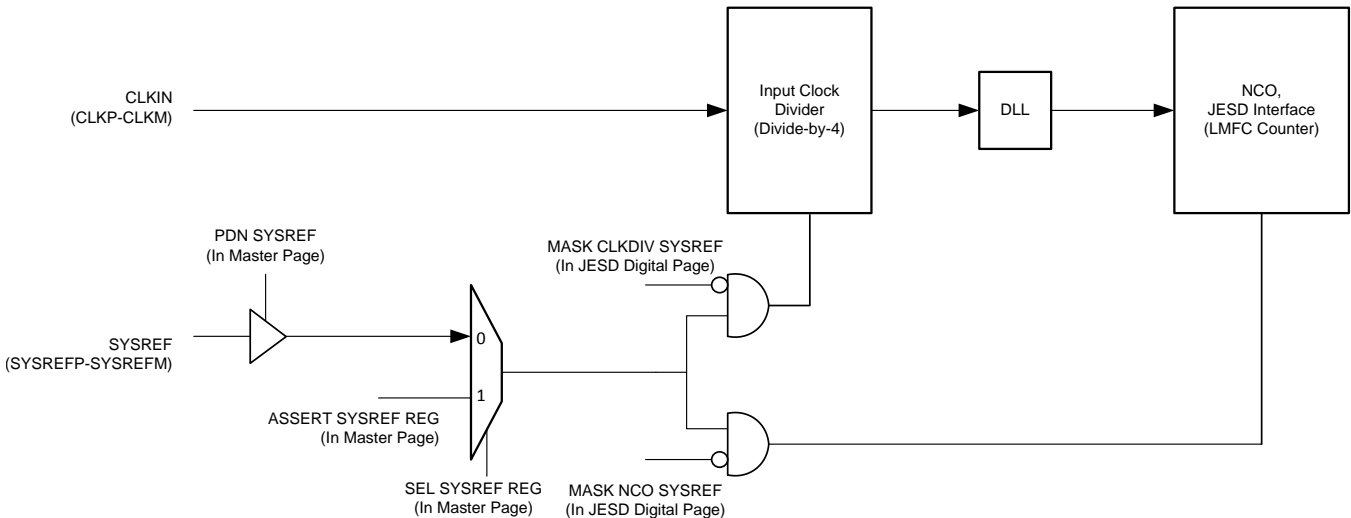 CLKIN
(CLKP-CLKM)
Input Clock
Divider
(Divide-by-4)
DLL
NCO,
JESD Interface
(LMFC Counter)
PDN SYSREF
(In Master Page)
MASK CLKDIV SYSREF
(In JESD Digital Page)
SYSREF
(SYSREFP-SYSREFM)
0
1
ASSERT SYSREF REG
(In Master Page)
SEL SYSREF REG
(In Master Page)
MASK NCO SYSREF
(In JESD Digital Page)